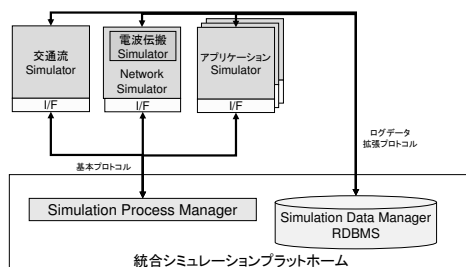 交通流
Simulator
I/F
電波伝搬
Simulator
Network
Simulator
I/F
アプリケーション
Simulator
I/F
ログデータ
拡張プロトコル
基本プロトコル
Simulation Process Manager
Simulation Data Manager
RDBMS
統合シミュレーションプラットホーム